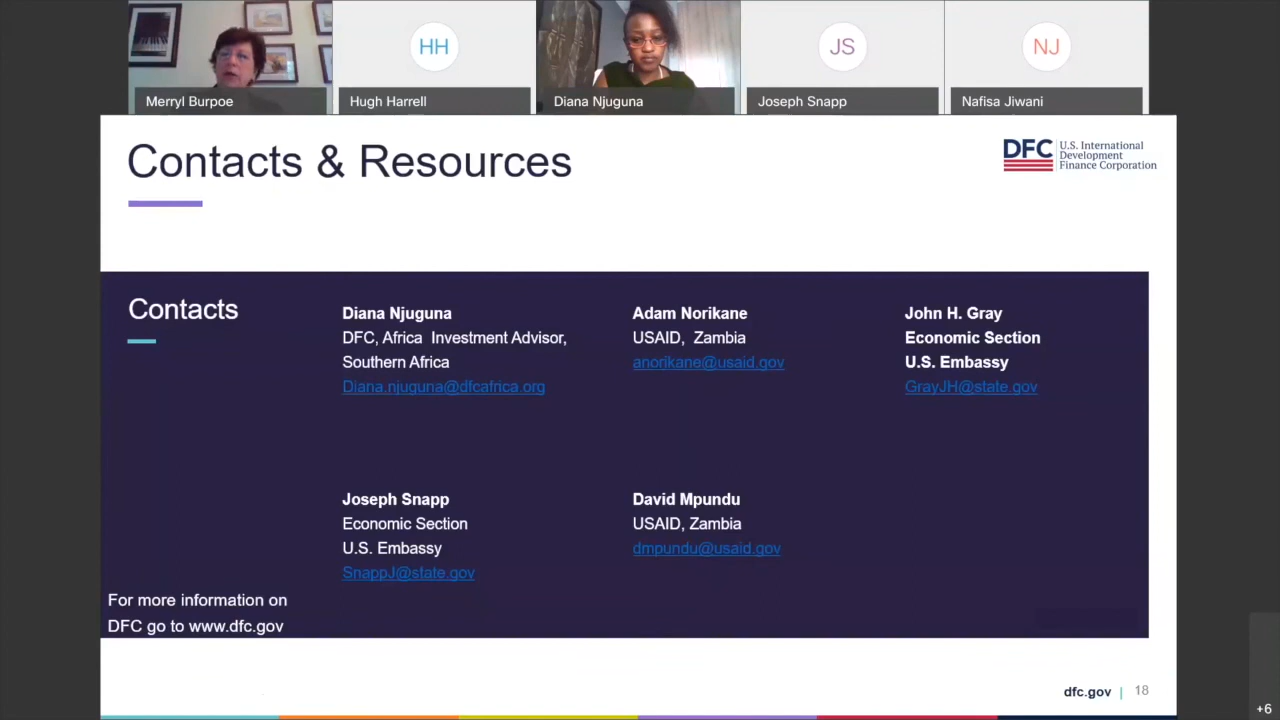 HH
JS
NJ
Merryl Burpoe
Hugh Harrell
Diana Njuguna
Joseph Snapp
Nafisa Jiwani
Contacts & Resources
DFC
U.S. International
Development
Finance Corporation
Contacts
Diana Njuguna
DFC, Africa Investment Advisor,
Southern Africa
Diana.njuguna@dfcafrica.org
Adam Norikane
USAID, Zambia
anorikane@usaid.gov
John H. Gray
Economic Section
U.S. Embassy
GrayJH@state.gov
Joseph Snapp
Economic Section
U.S. Embassy
SnappJ@state.gov
David Mpundu
USAID, Zambia
dmpundu@usaid.gov
For more information on
DFC go to www.dfc.gov
dfc.gov | 18
+6